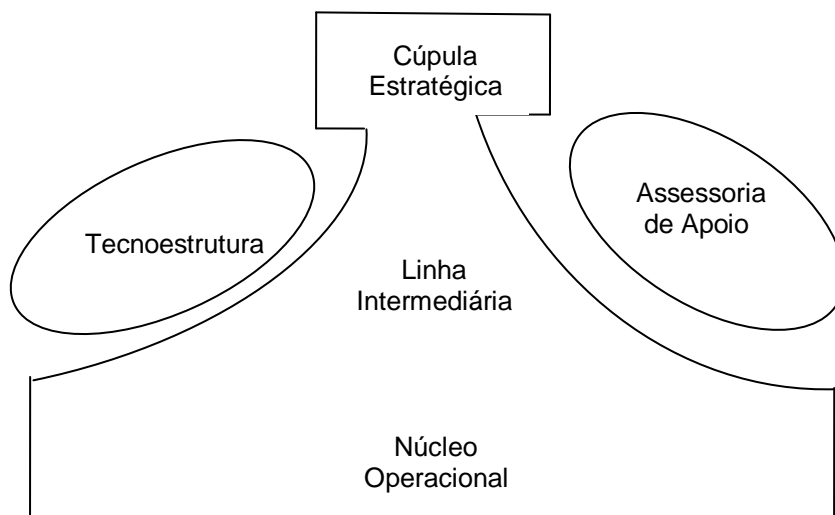 Cúpula
Estratégica
Tecnoestrutura
Assessoria
de Apoio
Linha
Intermediária
Núcleo
Operacional